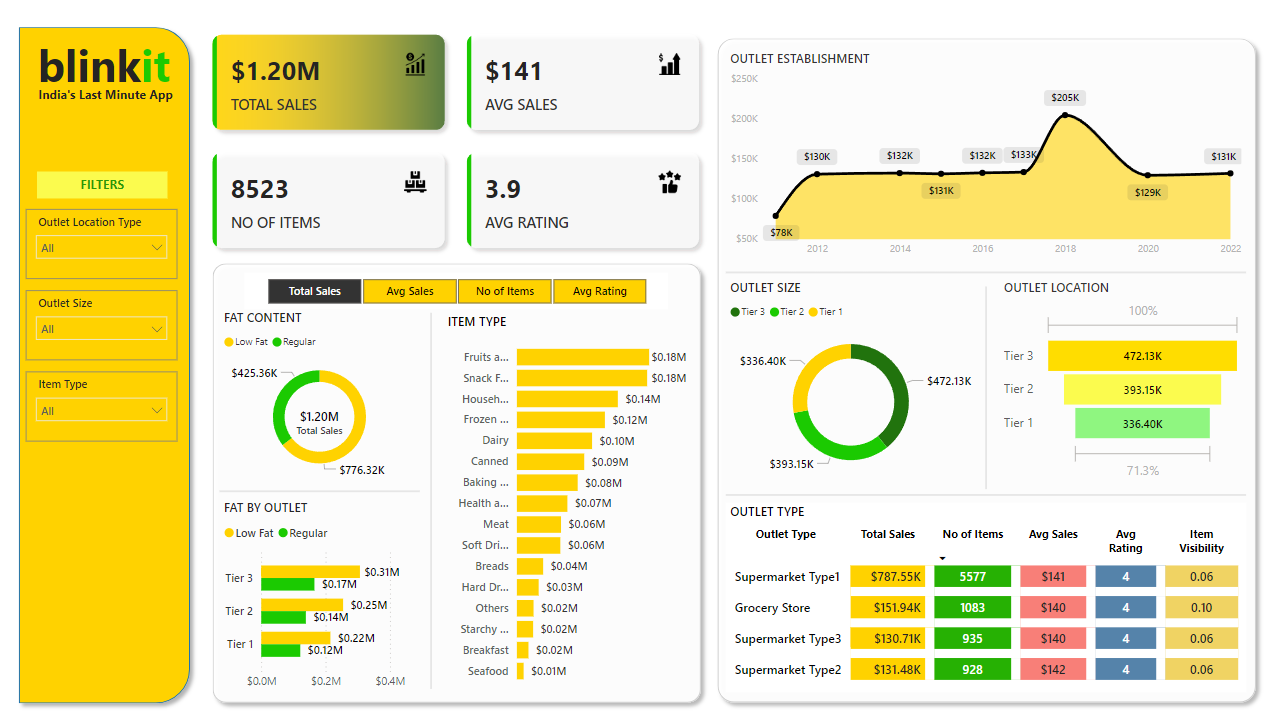 blinkit
India's Last Minute App
FILTERS
Outlet Location Type
All
Outlet Size
All
Item Type
All
$1.20M
TOTAL SALES
$141
AVG SALES
8523
NO OF ITEMS
3.9
AVG RATING
Total Sales
Avg Sales
No of Items
Avg Rating
FAT CONTENT
Low Fat Regular
$425.36K
$1.20M
Total Sales
$776.32K
FAT BY OUTLET
Low Fat Regular
Tier 3 $0.31M
$0.17M
Tier 2 $0.25M
$0.14M
Tier 1 $0.22M
$0.12M
$0.0M $0.2M $0.4M
ITEM TYPE
Fruits a... $0.18M
Snack F... $0.18M
Househ... $0.14M
Frozen ... $0.12M
Dairy $0.10M
Canned $0.09M
Baking ... $0.08M
Health a... $0.07M
Meat $0.06M
Soft Dri... $0.06M
Breads $0.04M
Hard Dr... $0.03M
Others $0.02M
Starchy ... $0.02M
Breakfast $0.02M
Seafood $0.01M
OUTLET ESTABLISHMENT
$250K
$200K
$150K
$100K
$50K
$78K
$130K
$132K
$131K
$132K
$133K
$205K
$129K
$131K
2012 2014 2016 2018 2020 2022
OUTLET SIZE
Tier 3 Tier 2 Tier 1
$336.40K
$472.13K
$393.15K
OUTLET LOCATION
100%
Tier 3 472.13K
Tier 2 393.15K
Tier 1 336.40K
71.3%
OUTLET TYPE
Outlet Type Total Sales No of Items Avg Sales Avg Rating Item Visibility
Supermarket Type1 $787.55K 5577 $141 4 0.06
Grocery Store $151.94K 1083 $140 4 0.10
Supermarket Type3 $130.71K 935 $140 4 0.06
Supermarket Type2 $131.48K 928 $142 4 0.06